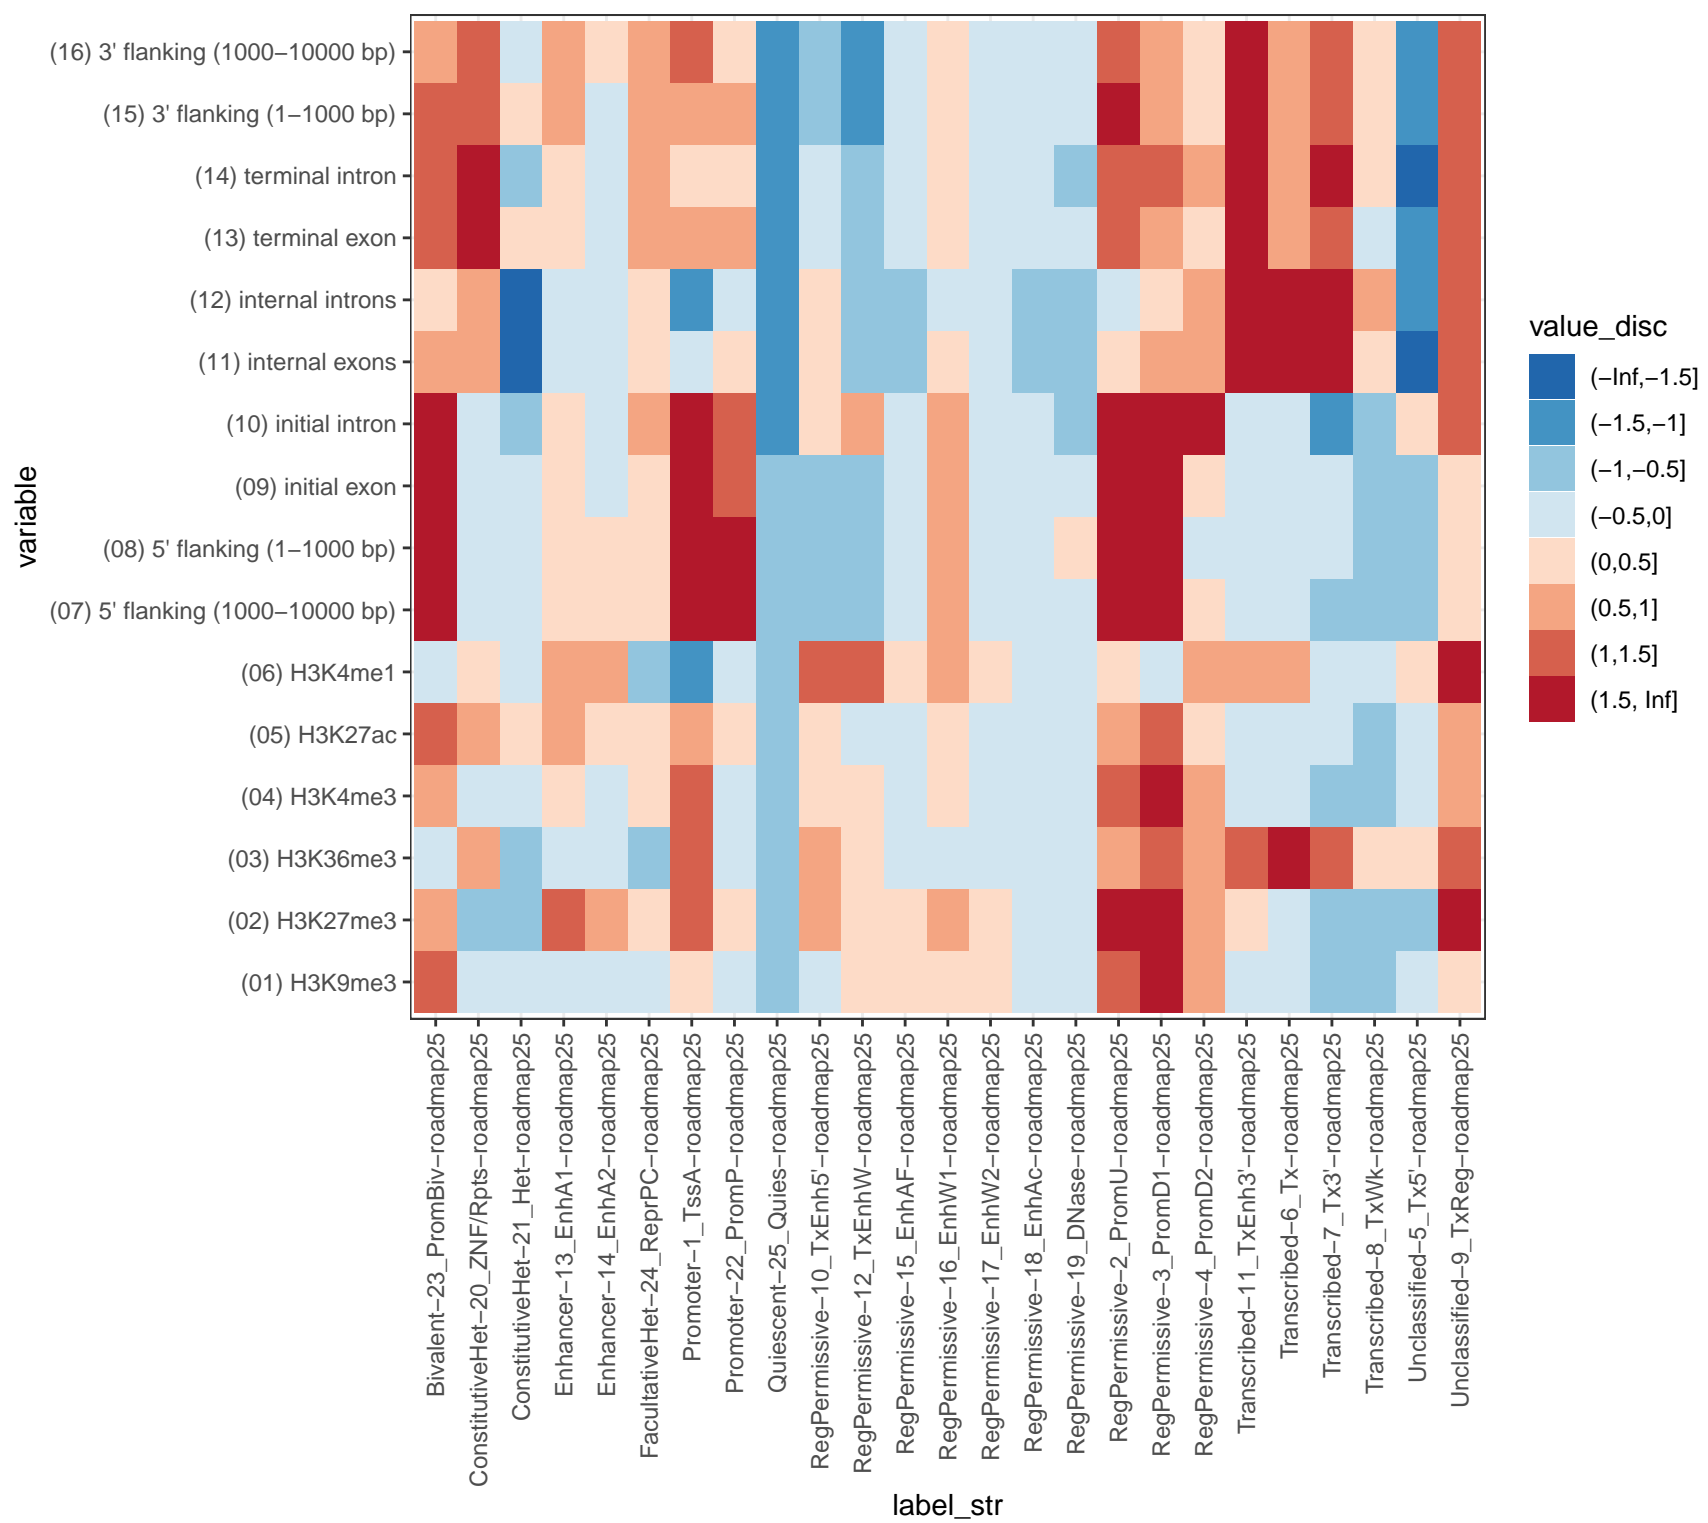 (16) 3' flanking (1000−10000 bp)
(15) 3' flanking (1−1000 bp)
(14) terminal intron
(13) terminal exon
(12) internal introns
(11) internal exons
(10) initial intron
(09) initial exon
(08) 5' flanking (1−1000 bp)
(07) 5' flanking (1000−10000 bp)
(06) H3K4me1
(05) H3K27ac
(04) H3K4me3
(03) H3K36me3
(02) H3K27me3
(01) H3K9me3
variable
Bivalent−23_PromBiv−roadmap25
ConstitutiveHet−20_ZNF/Rpts−roadmap25
ConstitutiveHet−21_Het−roadmap25
Enhancer−13_EnhA1−roadmap25
Enhancer−14_EnhA2−roadmap25
FacultativeHet−24_ReprPC−roadmap25
Promoter−1_TssA−roadmap25
Promoter−22_PromP−roadmap25
Quiescent−25_Quies−roadmap25
RegPermissive−10_TxEnh5'−roadmap25
RegPermissive−12_TxEnhW−roadmap25
RegPermissive−15_EnhAF−roadmap25
RegPermissive−16_EnhW1−roadmap25
RegPermissive−17_EnhW2−roadmap25
RegPermissive−18_EnhAc−roadmap25
RegPermissive−19_DNase−roadmap25
RegPermissive−2_PromU−roadmap25
RegPermissive−3_PromD1−roadmap25
RegPermissive−4_PromD2−roadmap25
Transcribed−11_TxEnh3'−roadmap25
Transcribed−6_Tx−roadmap25
Transcribed−7_Tx3'−roadmap25
Transcribed−8_TxWk−roadmap25
Unclassified−5_Tx5'−roadmap25
Unclassified−9_TxReg−roadmap25
label_str
value_disc
(−Inf,−1.5]
(−1.5,−1]
(−1,−0.5]
(−0.5,0]
(0,0.5]
(0.5,1]
(1,1.5]
(1.5, Inf]